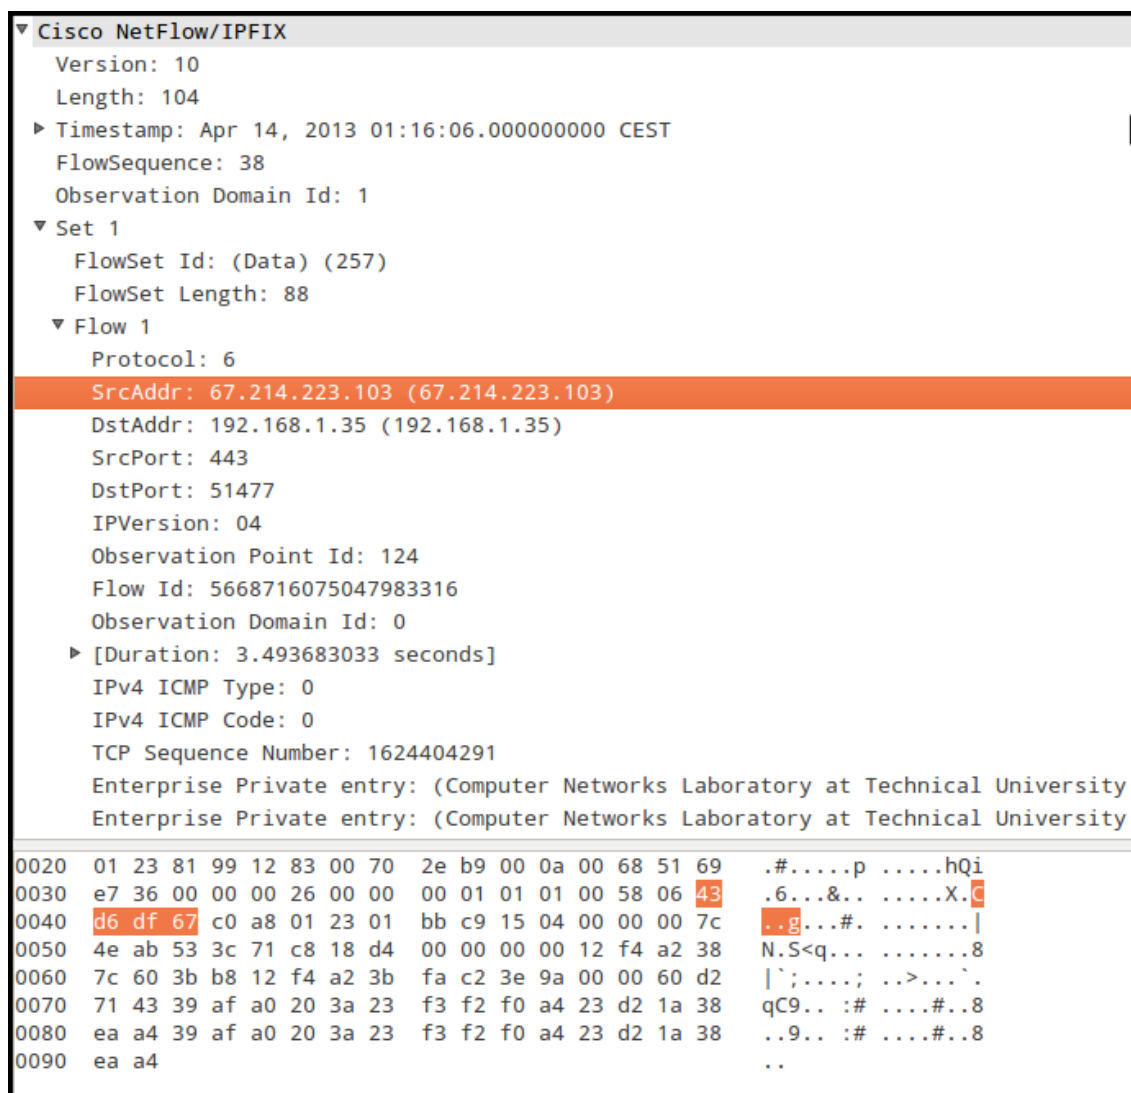 Cisco NetFlow/IPFIX
Version: 10
Length: 104
Timestamp: Apr 14, 2013 01:16:06.000000000 CEST
FlowSequence: 38
Observation Domain Id: 1
Set 1
FlowSet Id: (Data) (257)
FlowSet Length: 88
Flow 1
Protocol: 6
SrcAddr: 67.214.223.103 (67.214.223.103)
DstAddr: 192.168.1.35 (192.168.1.35)
SrcPort: 443
DstPort: 51477
IPVersion: 04
Observation Point Id: 124
Flow Id: 5668716075047983316
Observation Domain Id: 0
[Duration: 3.493683033 seconds]
IPv4 ICMP Type: 0
IPv4 ICMP Code: 0
TCP Sequence Number: 1624404291
Enterprise Private entry: (Computer Networks Laboratory at Technical University
Enterprise Private entry: (Computer Networks Laboratory at Technical University
0020 01 23 81 99 12 83 00 70 2e b9 00 0a 00 68 51 69 .#.....p .....hQi
0030 e7 36 00 00 00 26 00 00 00 01 01 01 00 58 06 43 .6...&.. .....X.C
0040 d6 df 67 c0 a8 01 23 01 bb c9 15 04 00 00 00 7c ..g...#. .......|
0050 4e ab 53 3c 71 c8 18 d4 00 00 00 00 12 f4 a2 38 N.S<q... .......8
0060 7c 60 3b b8 12 f4 a2 3b fa c2 3e 9a 00 00 60 d2 |`;....; ..>...`.
0070 71 43 39 af a0 20 3a 23 f3 f2 f0 a4 23 d2 1a 38 qC9.. :# ....#..8
0080 ea a4 39 af a0 20 3a 23 f3 f2 f0 a4 23 d2 1a 38 ..9.. :# ....#..8
0090 ea a4 ..